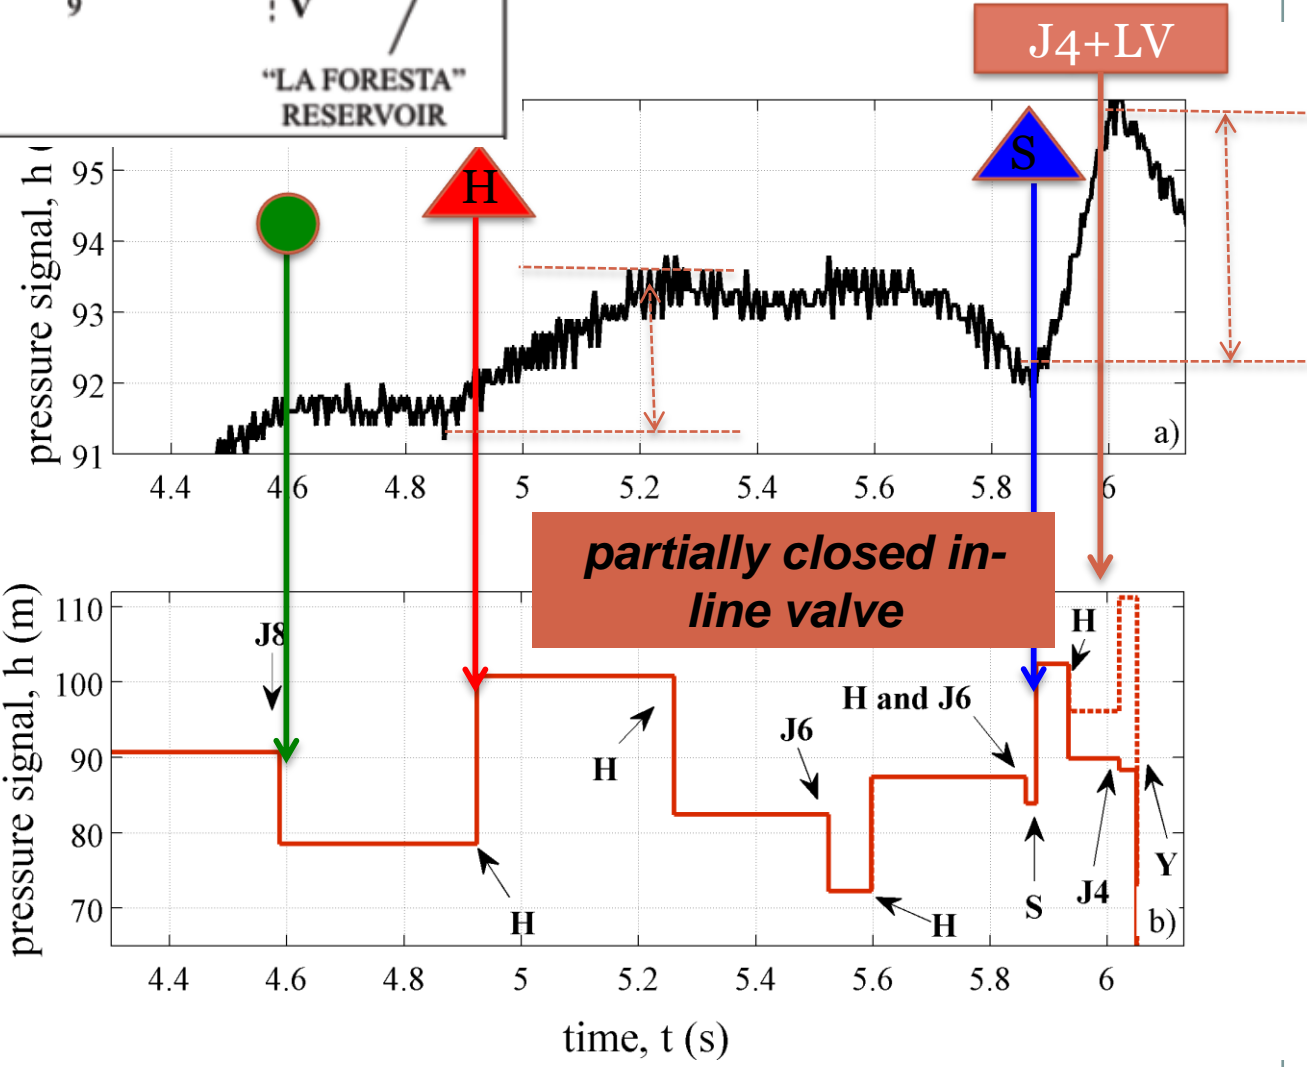 9
V
"LA FORESTA"
RESERVOIR
J4+LV
H
S
pressure signal, h (
95
94
93
92
91
a)
4.4
4.6
4.8
5
5.2
5.4
5.6
5.8
6
partially closed in-
line valve
pressure signal, h (m)
110
100
90
80
70
J8
H
H
J6
H
H and J6
S
H
J4
Y
b)
4.4
4.6
4.8
5
5.2
5.4
5.6
5.8
6
time, t (s)